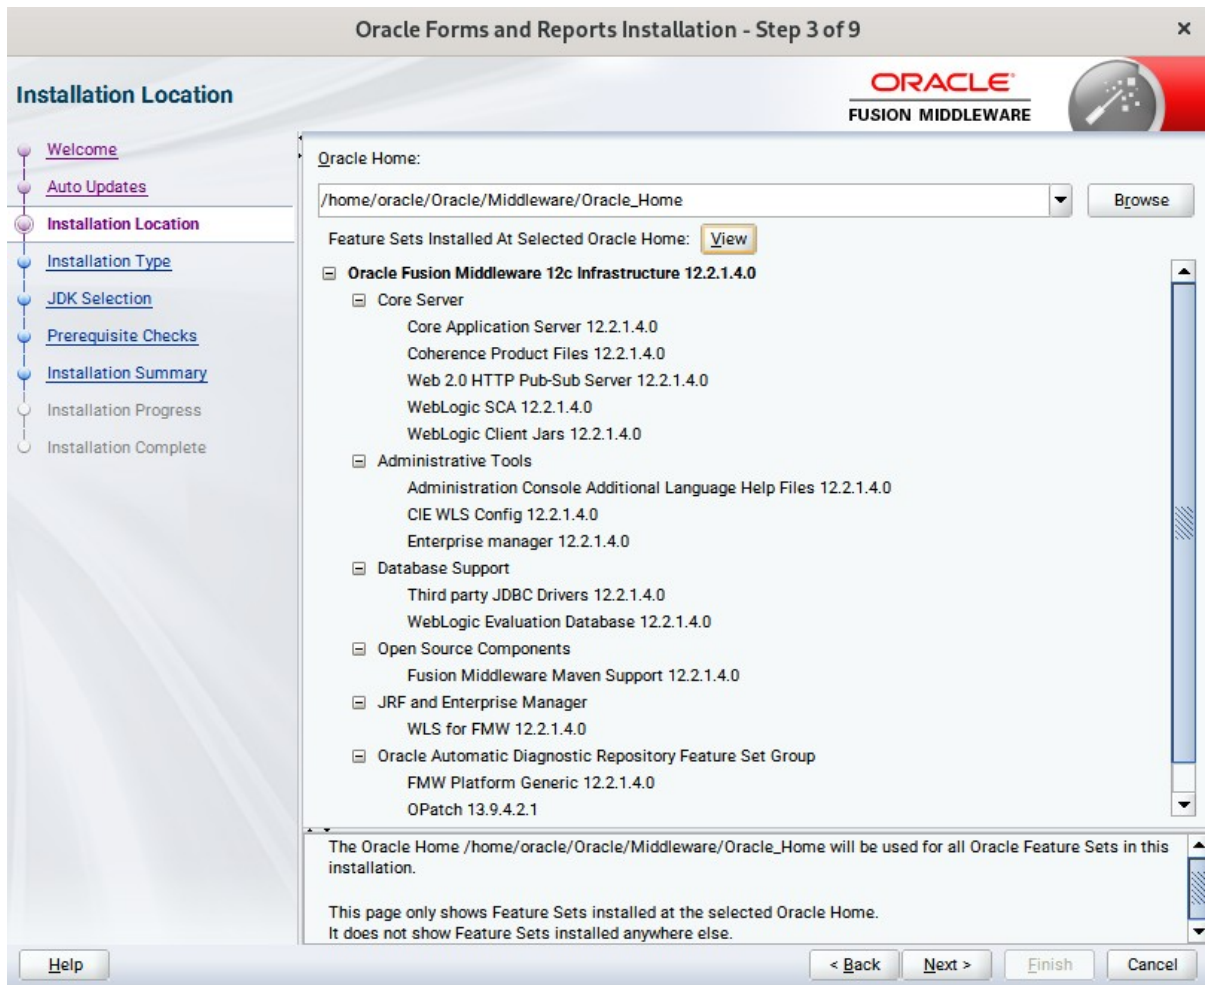 Oracle Forms and Reports Installation - Step 3 of 9
Installation Location
ORACLE
FUSION MIDDLEWARE
Welcome
Auto Updates
Installation Location
Installation Type
JDK Selection
Prerequisite Checks
Installation Summary
Installation Progress
Installation Complete
Oracle Home:
/home/oracle/Oracle/Middleware/Oracle_Home
Browse
Feature Sets Installed At Selected Oracle Home: View
Oracle Fusion Middleware 12c Infrastructure 12.2.1.4.0
Core Server
Core Application Server 12.2.1.4.0
Coherence Product Files 12.2.1.4.0
Web 2.0 HTTP Pub-Sub Server 12.2.1.4.0
WebLogic SCA 12.2.1.4.0
WebLogic Client Jars 12.2.1.4.0
Administrative Tools
Administration Console Additional Language Help Files 12.2.1.4.0
CIE WLS Config 12.2.1.4.0
Enterprise manager 12.2.1.4.0
Database Support
Third party JDBC Drivers 12.2.1.4.0
WebLogic Evaluation Database 12.2.1.4.0
Open Source Components
Fusion Middleware Maven Support 12.2.1.4.0
JRF and Enterprise Manager
WLS for FMW 12.2.1.4.0
Oracle Automatic Diagnostic Repository Feature Set Group
FMW Platform Generic 12.2.1.4.0
OPatch 13.9.4.2.1
The Oracle Home /home/oracle/Oracle/Middleware/Oracle_Home will be used for all Oracle Feature Sets in this
installation.
This page only shows Feature Sets installed at the selected Oracle Home.
It does not show Feature Sets installed anywhere else.
Help
< Back
Next >
Finish
Cancel